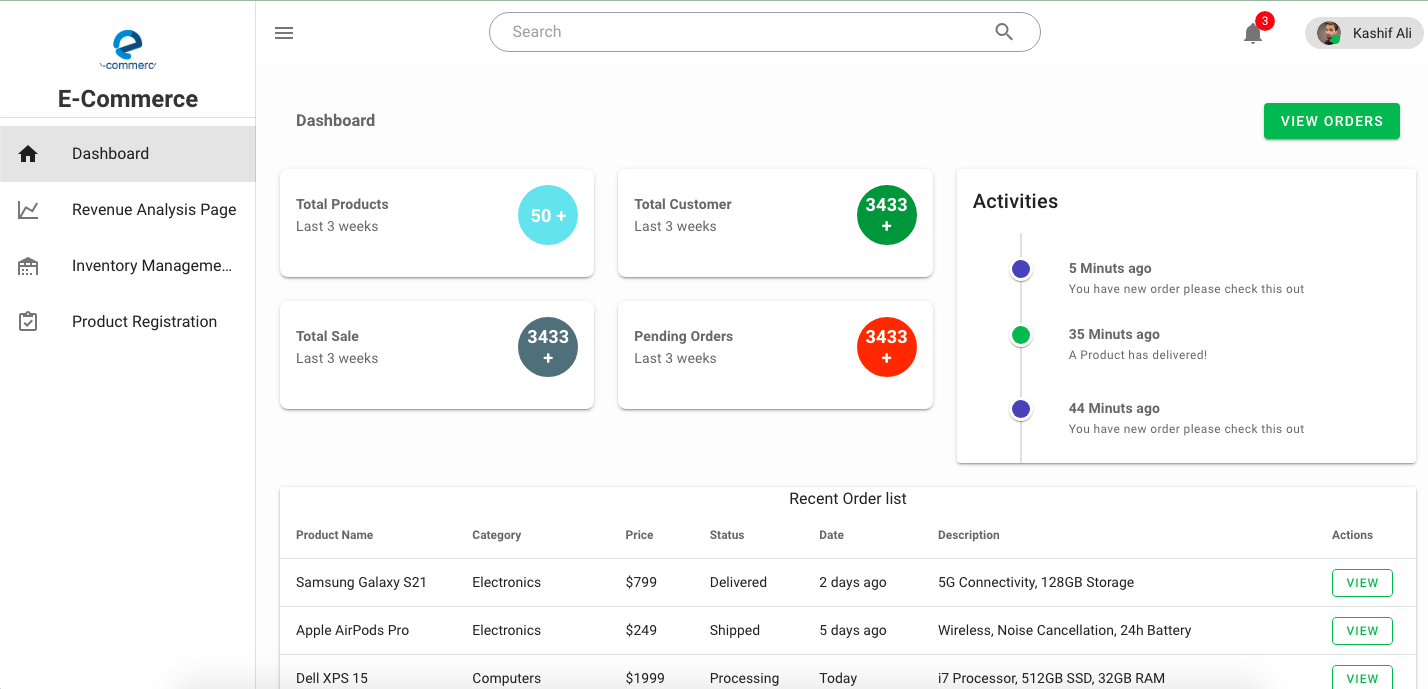 e
-commerc
E-Commerce
Dashboard
Revenue Analysis Page
Inventory Manageme…
Product Registration
Search
3
Kashif Ali
Dashboard
VIEW ORDERS
Total Products
Last 3 weeks
50 +
Total Customer
Last 3 weeks
3433
+
Total Sale
Last 3 weeks
3433
+
Pending Orders
Last 3 weeks
3433
+
Activities
5 Minuts ago
You have new order please check this out
35 Minuts ago
A Product has delivered!
44 Minuts ago
You have new order please check this out
Recent Order list
Product Name Category Price Status Date Description Actions
Samsung Galaxy S21 Electronics $799 Delivered 2 days ago 5G Connectivity, 128GB Storage VIEW
Apple AirPods Pro Electronics $249 Shipped 5 days ago Wireless, Noise Cancellation, 24h Battery VIEW
Dell XPS 15 Computers $1999 Processing Today i7 Processor, 512GB SSD, 32GB RAM VIEW